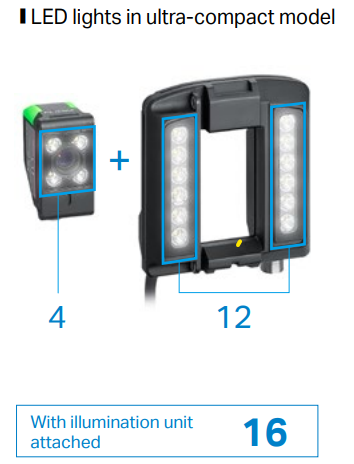 LED lights in ultra-compact model
+
4
12
With illumination unit
attached
16